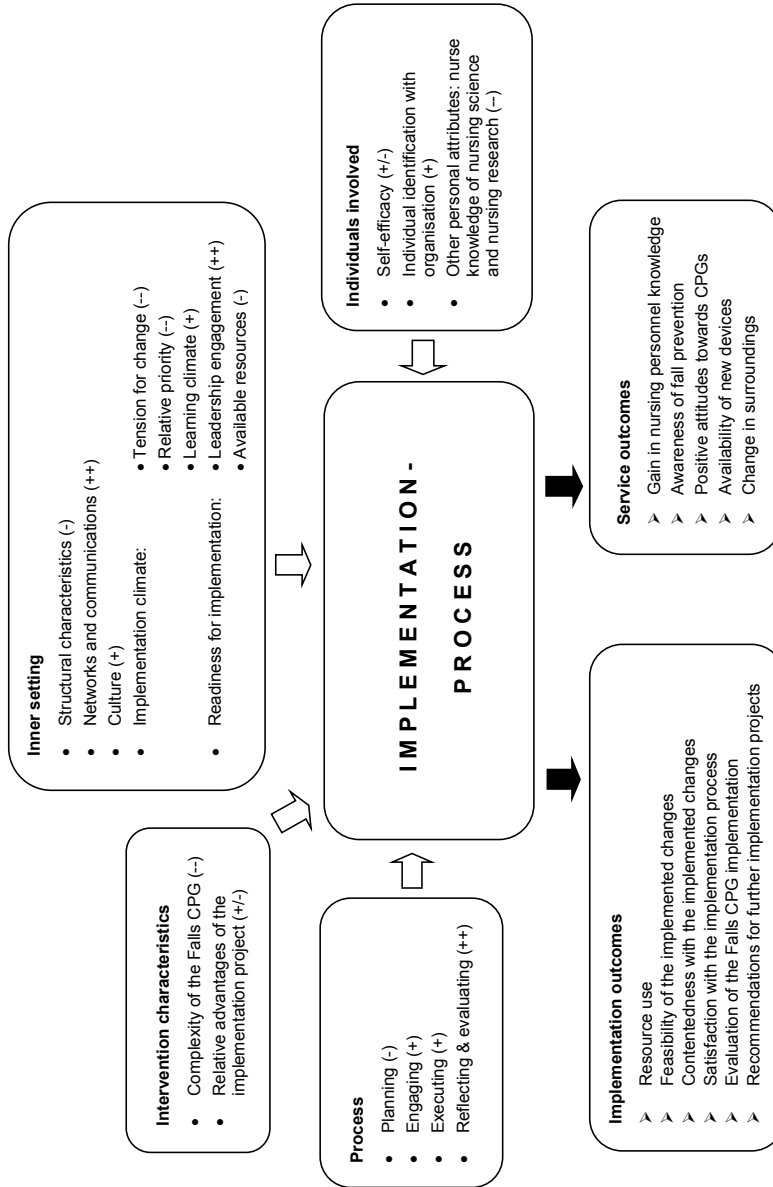 Intervention characteristics
• Complexity of the Falls CPG (--)
• Relative advantages of the
implementation project (+/-)
Inner setting
• Structural characteristics (-)
• Networks and communications (++)
• Culture (+)
• Implementation climate:
• Tension for change (--)
• Relative priority (--)
• Learning climate (+)
• Readiness for implementation:
• Leadership engagement (++)
• Available resources (-)
Process
• Planning (-)
• Engaging (+)
• Executing (+)
• Reflecting & evaluating (++)
IMPLEMENTATION-
PROCESS
Individuals involved
• Self-efficacy (+/-)
• Individual identification with
organisation (+)
• Other personal attributes: nurse
knowledge of nursing science
and nursing research (--)
Implementation outcomes
➢ Resource use
➢ Feasibility of the implemented changes
➢ Contentedness with the implemented changes
➢ Satisfaction with the implementation process
➢ Evaluation of the Falls CPG implementation
➢ Recommendations for further implementation projects
Service outcomes
➢ Gain in nursing personnel knowledge
➢ Awareness of fall prevention
➢ Positive attitudes towards CPGs
➢ Availability of new devices
➢ Change in surroundings